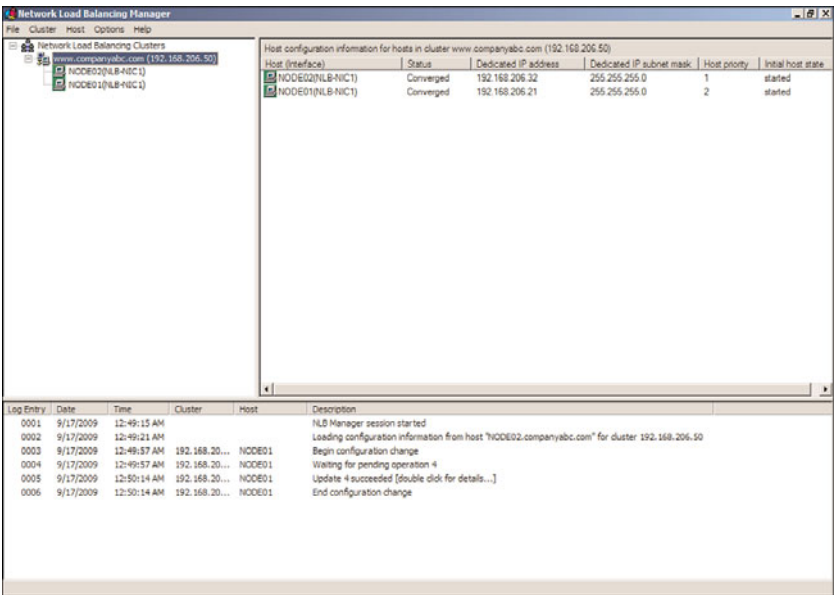 Network Load Balancing Manager
File Cluster Host Options Help
Network Load Balancing Clusters
www.companyabc.com (192.168.206.50)
NODE02(NLB-NIC1)
NODE01(NLB-NIC1)
Host configuration information for hosts in cluster www.companyabc.com (192.168.206.50)
Host (Interface) Status Dedicated IP address Dedicated IP subnet mask Host priority Initial host state
NODE02(NLB-NIC1) Converged 192.168.206.32 255.255.255.0 1 started
NODE01(NLB-NIC1) Converged 192.168.206.21 255.255.255.0 2 started
Log Entry Date Time Cluster Host Description
0001 9/17/2009 12:49:15 AM NLB Manager session started
0002 9/17/2009 12:49:21 AM Loading configuration information from host "NODE02.companyabc.com" for cluster 192.168.206.50
0003 9/17/2009 12:49:57 AM 192.168.20... NODE01 Begin configuration change
0004 9/17/2009 12:49:57 AM 192.168.20... NODE01 Waiting for pending operation 4
0005 9/17/2009 12:50:14 AM 192.168.20... NODE01 Update 4 succeeded [double click for details...]
0006 9/17/2009 12:50:14 AM 192.168.20... NODE01 End configuration change